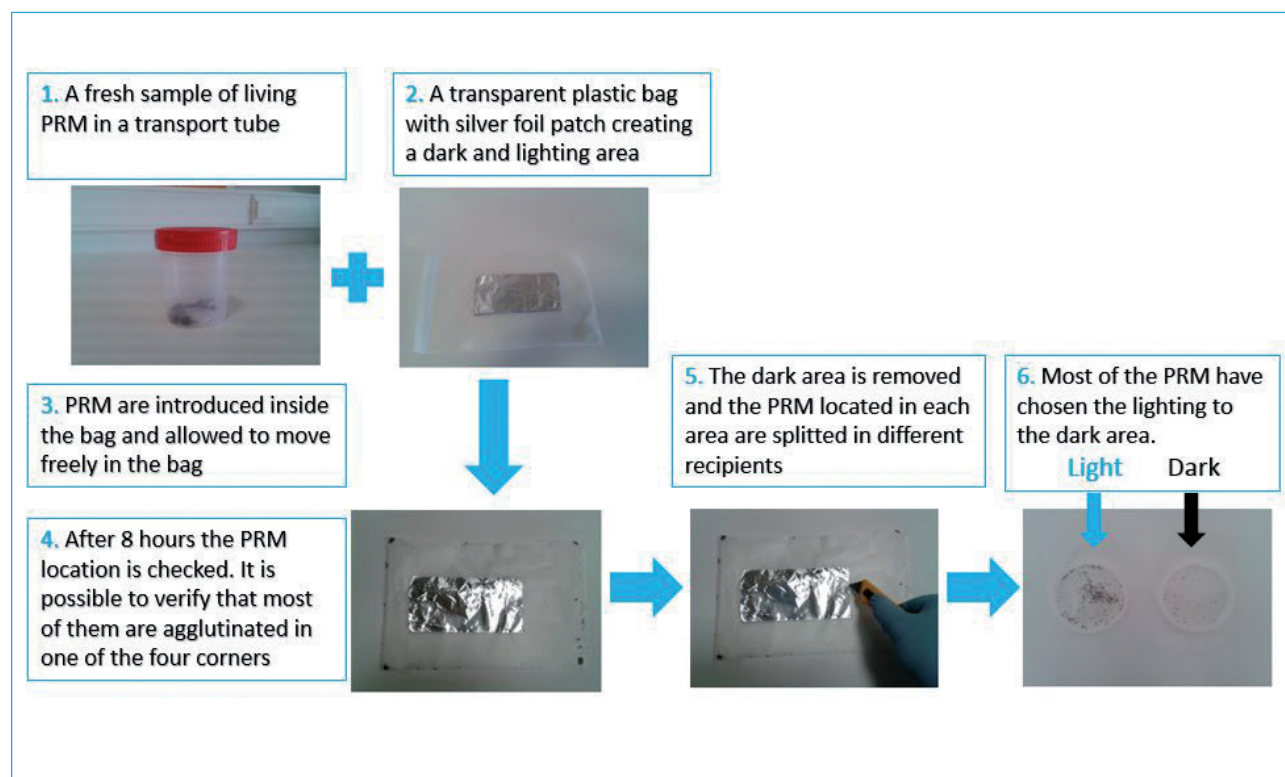 1. A fresh sample of living
PRM in a transport tube
2. A transparent plastic bag
with silver foil patch creating
a dark and lighting area
3. PRM are introduced inside
the bag and allowed to move
freely in the bag
4. After 8 hours the PRM
location is checked. It is
possible to verify that most
of them are agglutinated in
one of the four corners
5. The dark area is removed
and the PRM located in each
area are splitted in different
recipients
6. Most of the PRM have
chosen the lighting to
the dark area.
Light Dark